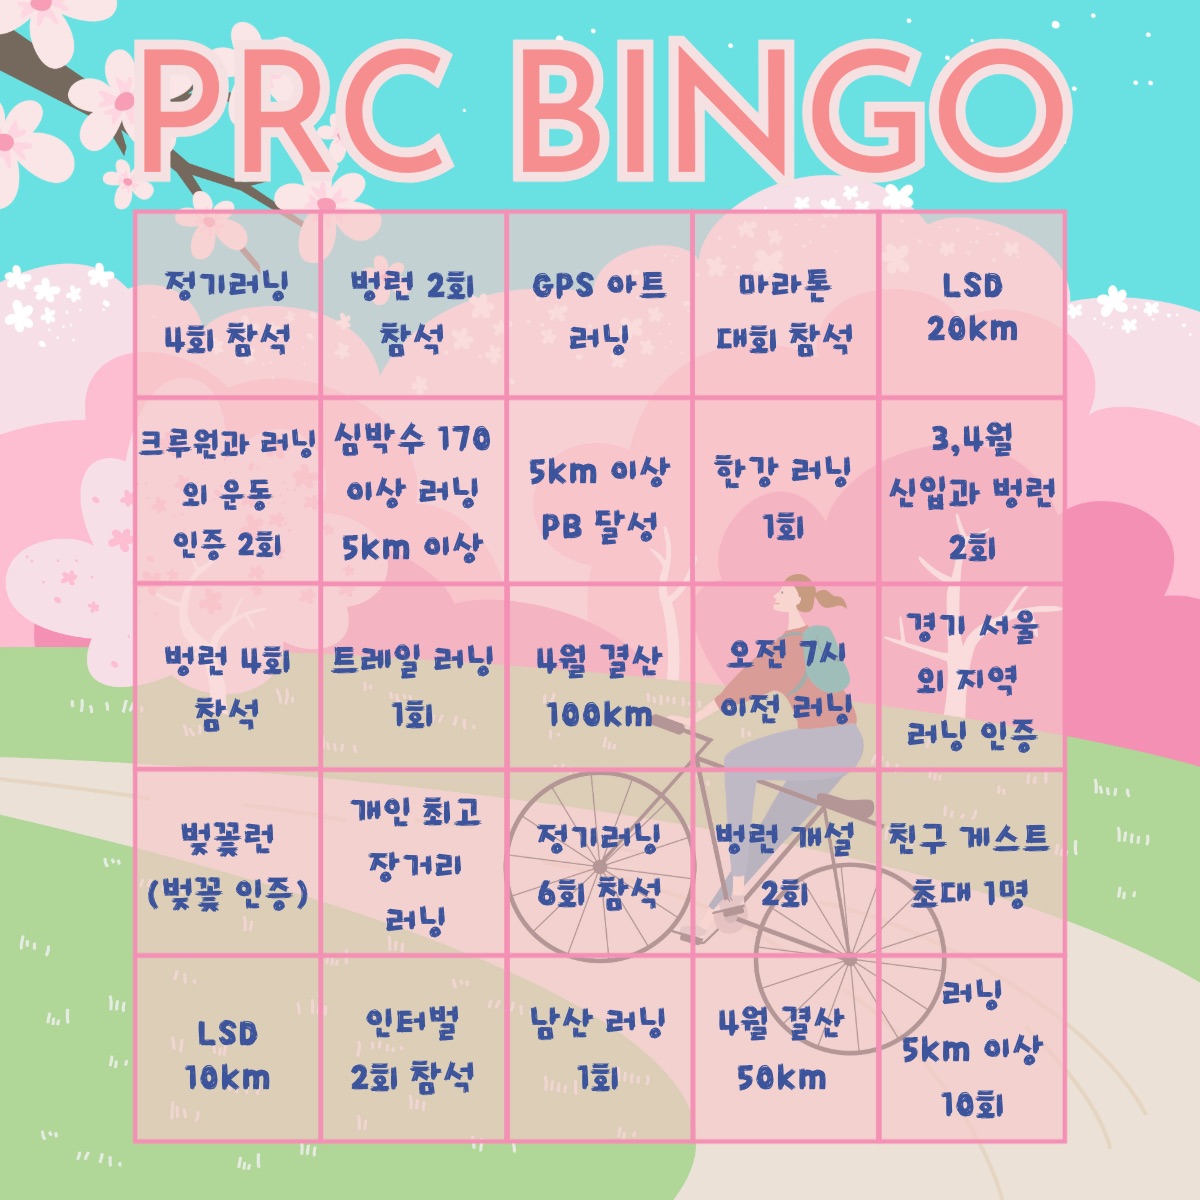 PRC BINGO
정기러닝
4회 참석
벙런 2회
참석
GPS 아트
러닝
마라톤
대회 참석
LSD
20km
크루원과 러닝
외 운동
인증 2회
심박수 170
이상 러닝
5km 이상
5km 이상
PB 달성
한강 러닝
1회
3,4월
신입과 벙런
2회
벙런 4회
참석
트레일 러닝
1회
4월 결산
100km
오전 7시
이전 러닝
경기 서울
외 지역
러닝 인증
벚꽃런
(벚꽃 인증)
개인 최고
장거리
러닝
정기러닝
6회 참석
벙런 개설
2회
친구 게스트
초대 1명
LSD
10km
인터벌
2회 참석
남산 러닝
1회
4월 결산
50km
러닝
5km 이상
10회